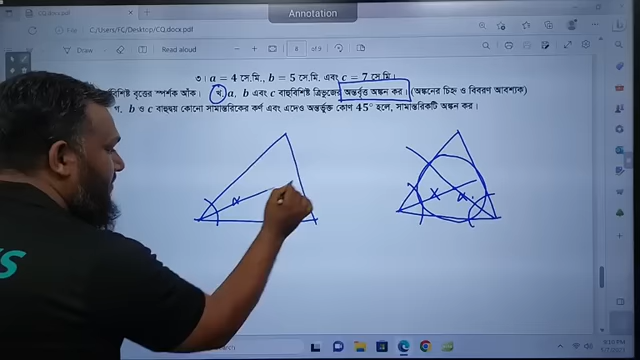 Annotation
File
C:/Users/FC/Desktop/CQ.docx.pdf
Draw
Read aloud
8 of 9
৩। a = 4 সে.মি., b = 5 সে.মি. এবং c = 7 সে.মি.।
বিশিষ্ট বৃত্তের স্পর্শক আঁক।
খ. a, b এবং c বাহুবিশিষ্ট ত্রিভুজের অন্তর্বৃত্ত অঙ্কন কর। (অঙ্কনের চিহ্ন ও বিবরণ আবশ্যক)
গ. b ও c বাহুদ্বয় কোনো সামান্তরিকের কর্ণ এবং এদের অন্তর্ভুক্ত কোণ 45° হলে, সামান্তরিকটি অঙ্কন কর।
S